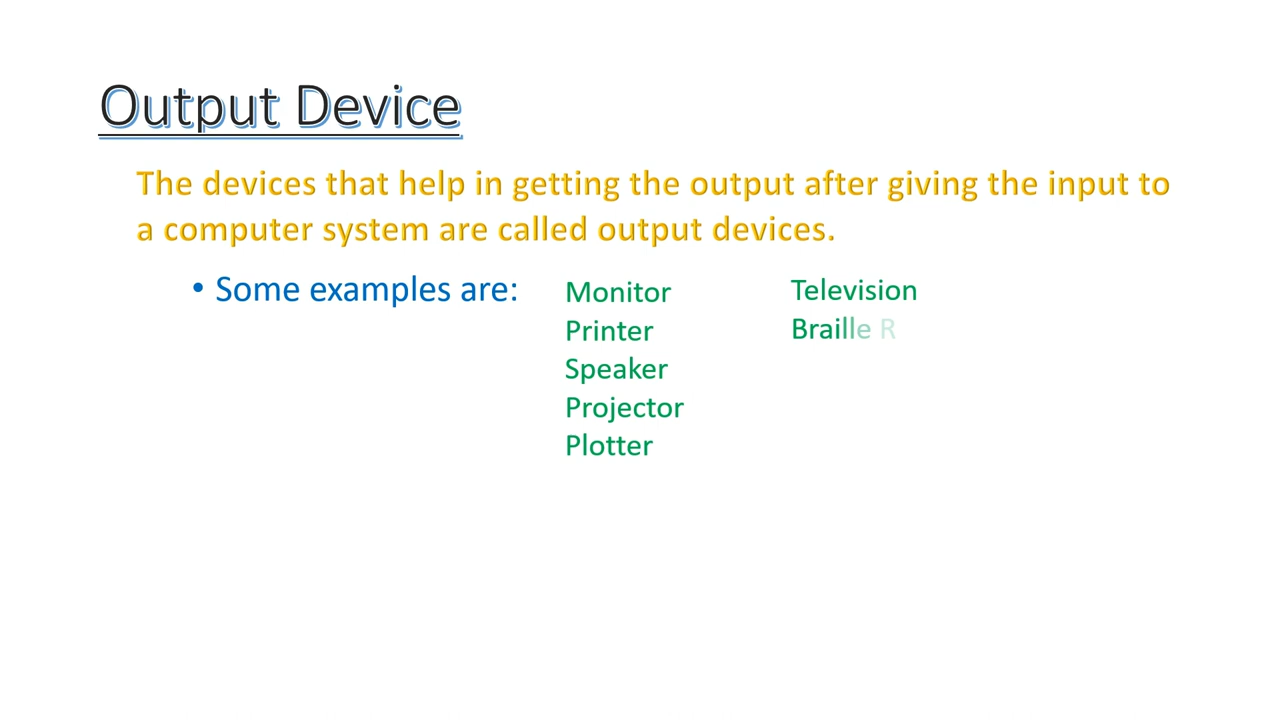 Output Device
The devices that help in getting the output after giving the input to
a computer system are called output devices.
• Some examples are:
Monitor
Printer
Speaker
Projector
Plotter
Television
Braille R